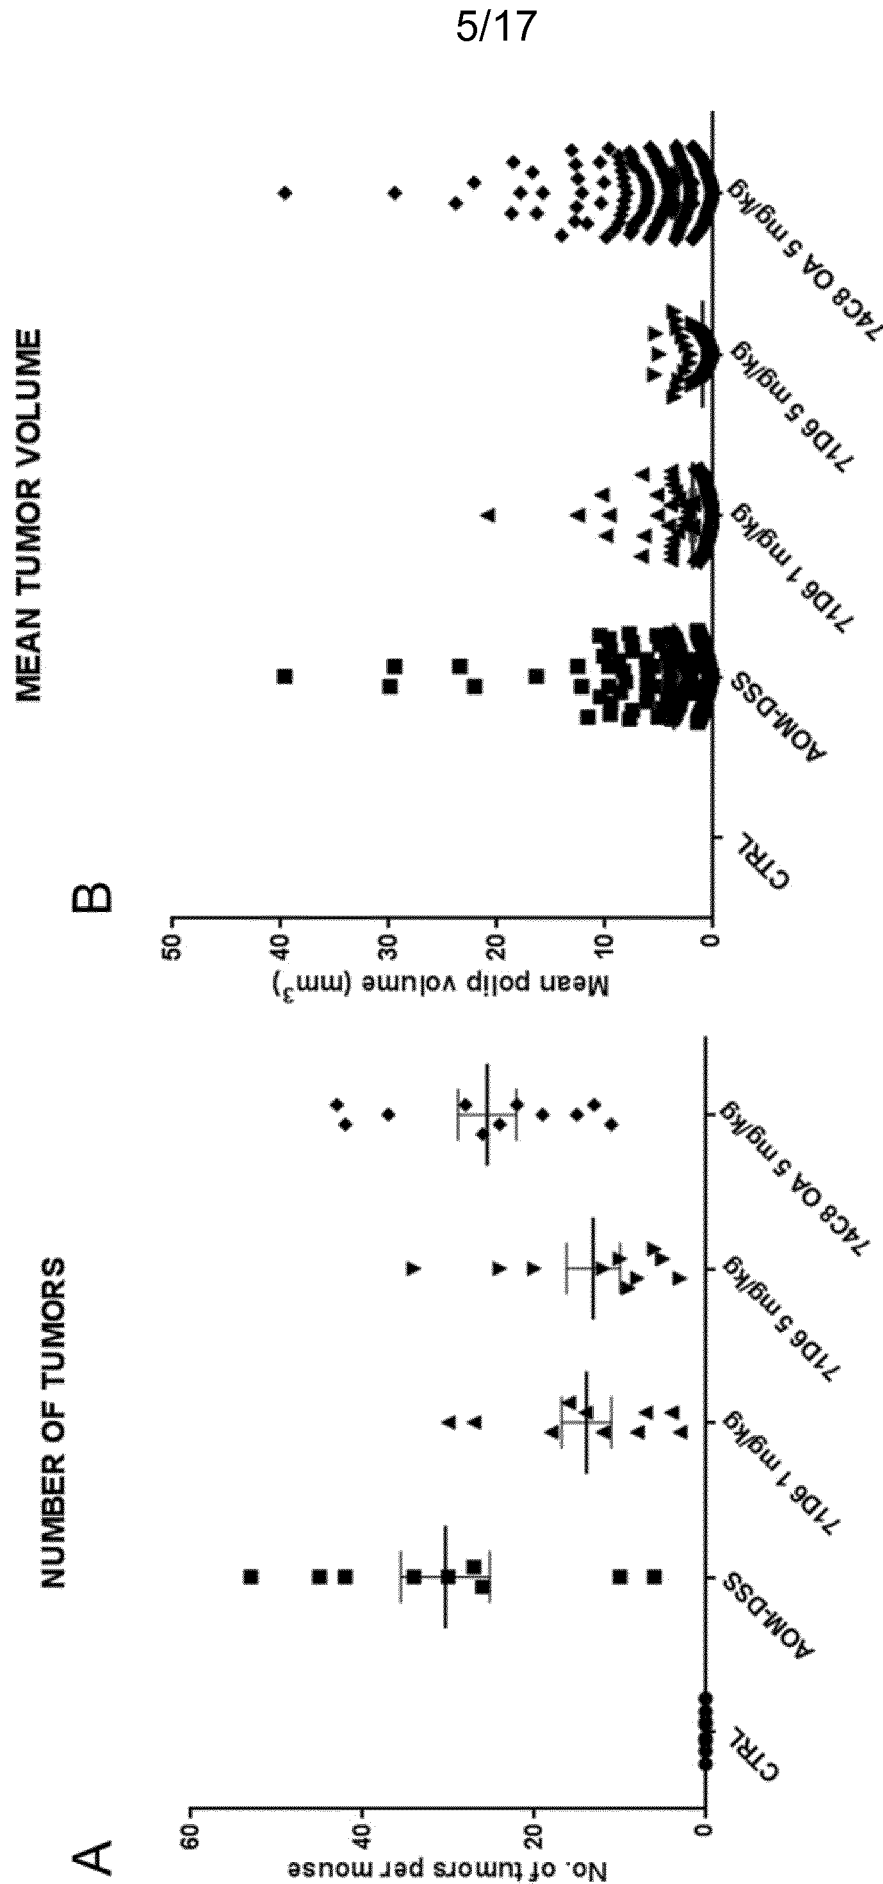 5/17
A
NUMBER OF TUMORS
No. of tumors per mouse
60
40
20
0
CTRL
AOM-DSS
71D6 1 mg/kg
71D6 5 mg/kg
74C8 OA 5 mg/kg
B
MEAN TUMOR VOLUME
Mean polip volume (mm³)
50
40
30
20
10
0
CTRL
AOM-DSS
71D6 1 mg/kg
71D6 5 mg/kg
74C8 OA 5 mg/kg